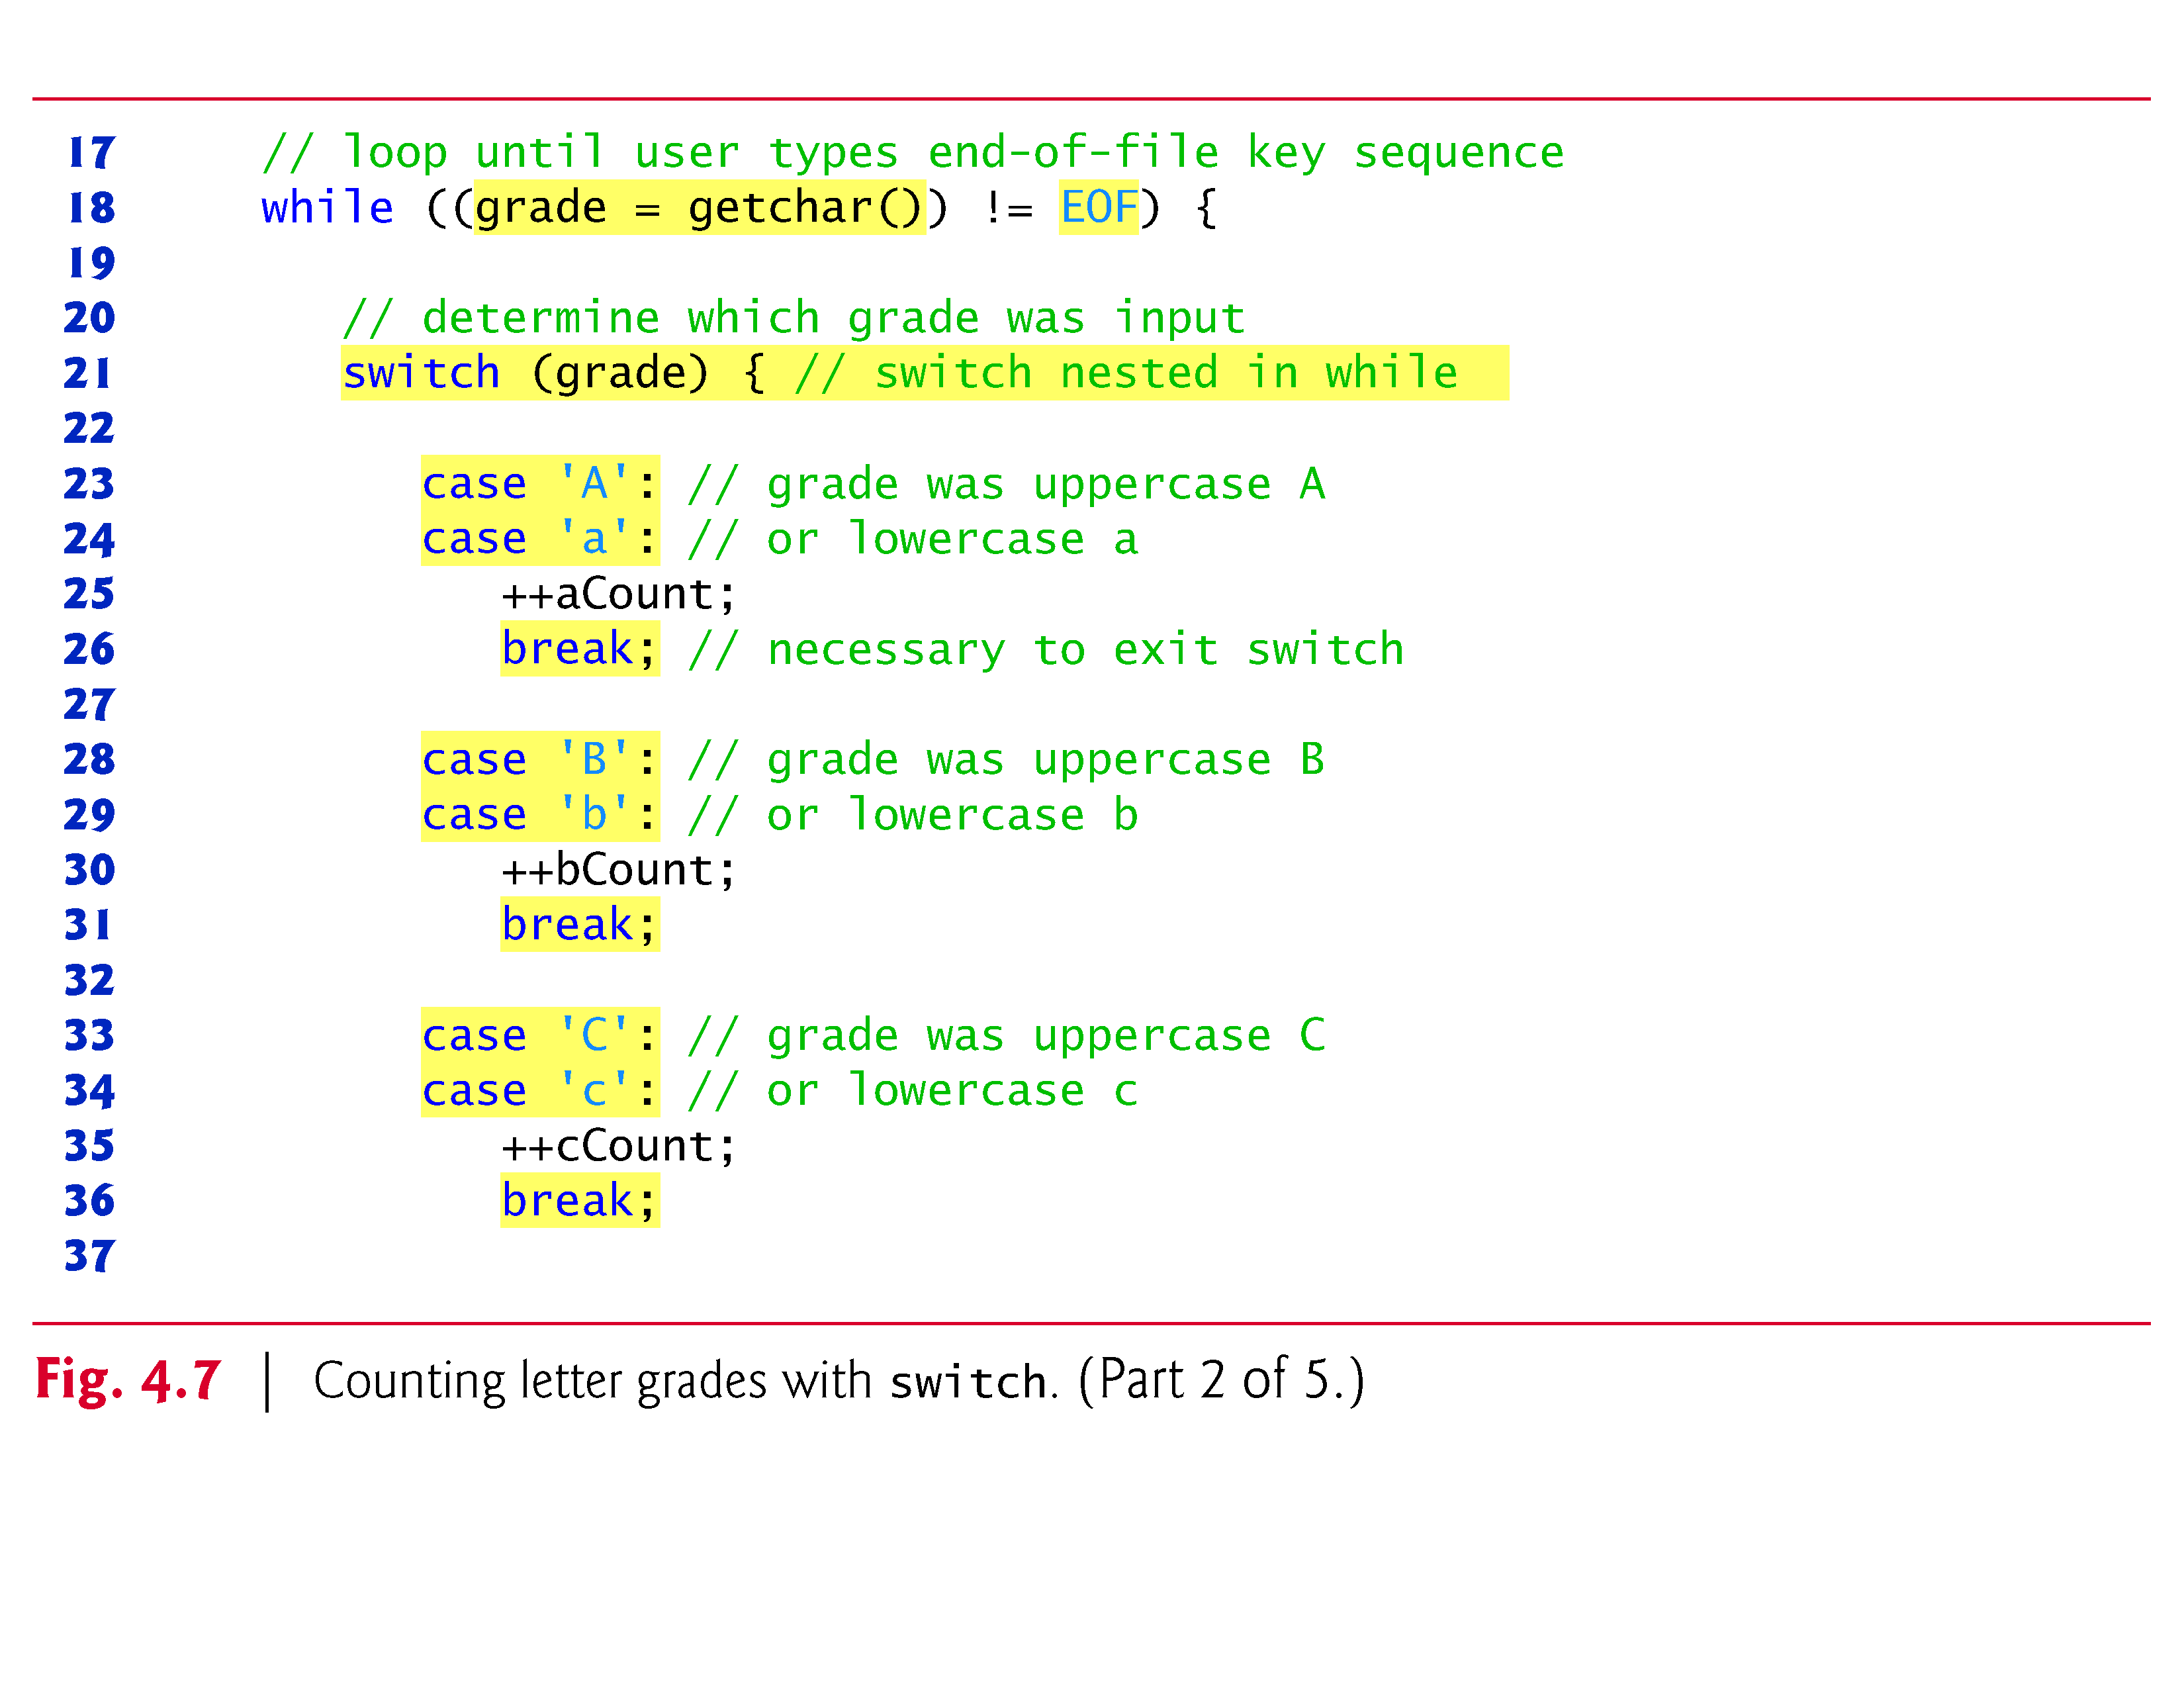 17 // loop until user types end-of-file key sequence
18 while ((grade = getchar()) != EOF) {
19
20 // determine which grade was input
21 switch (grade) { // switch nested in while
22
23 case 'A': // grade was uppercase A
24 case 'a': // or lowercase a
25 ++aCount;
26 break; // necessary to exit switch
27
28 case 'B': // grade was uppercase B
29 case 'b': // or lowercase b
30 ++bCount;
31 break;
32
33 case 'C': // grade was uppercase C
34 case 'c': // or lowercase c
35 ++cCount;
36 break;
37
Fig. 4.7 | Counting letter grades with switch. (Part 2 of 5.)